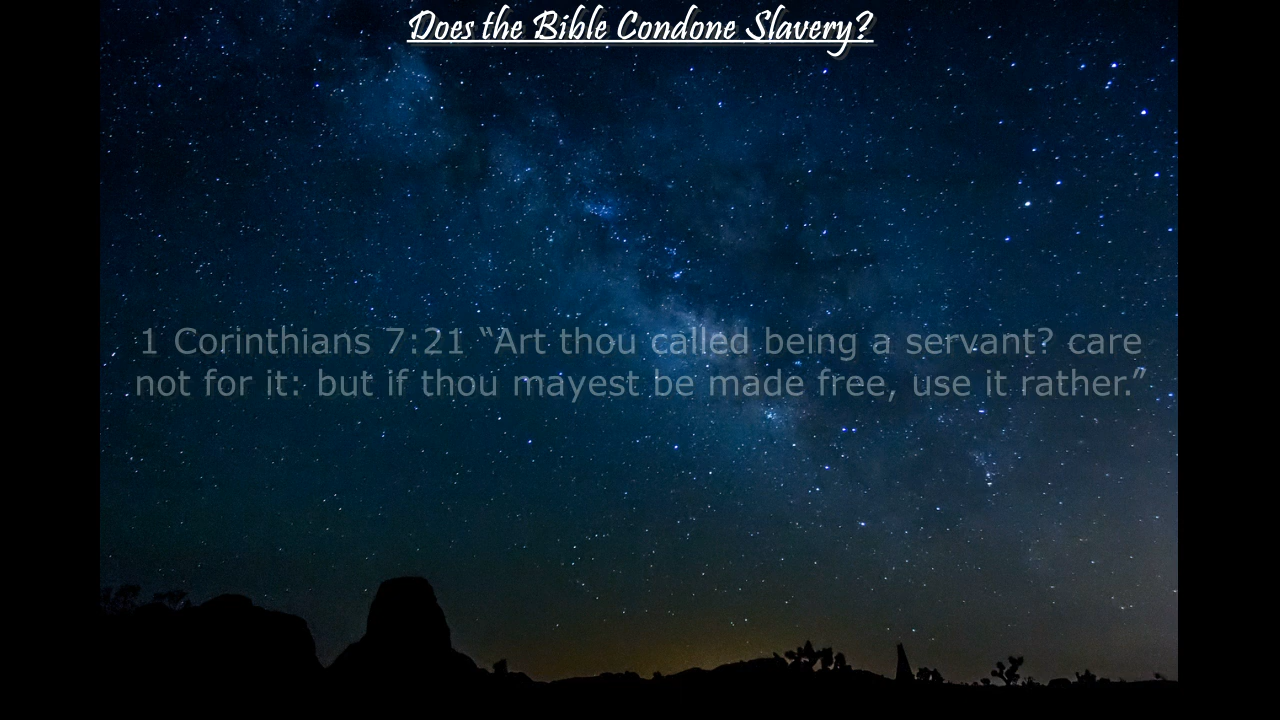 Does the Bible Condone Slavery?
1 Corinthians 7:21 “Art thou called being a servant? care
not for it: but if thou mayest be made free, use it rather.”